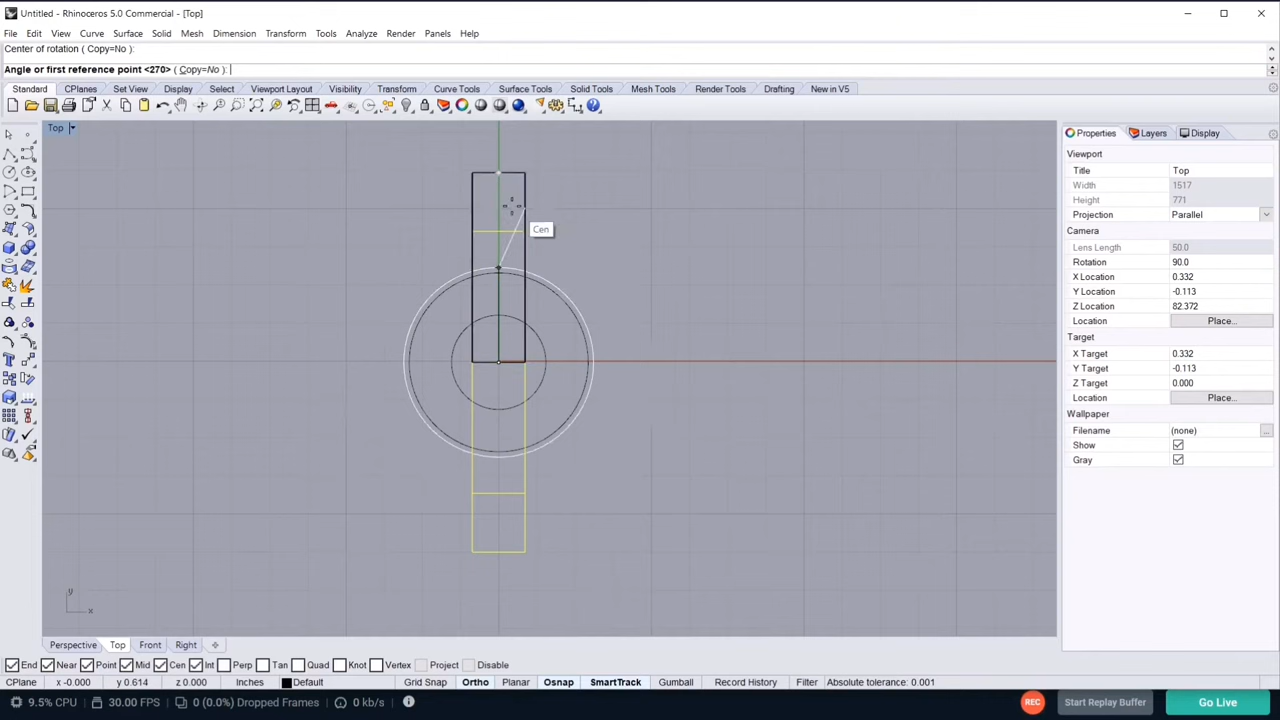 Untitled - Rhinoceros 5.0 Commercial - [Top]
File Edit View Curve Surface Solid Mesh Dimension Transform Tools Analyze Render Panels Help
Center of rotation ( Copy=No ):
Angle or first reference point <270> ( Copy=No ):
Standard CPlanes Set View Display Select Viewport Layout Visibility Transform Curve Tools Surface Tools Solid Tools Mesh Tools Render Tools Drafting New in V5
Top
Properties Layers Display
Viewport
Title Top
Width 1517
Height 771
Projection Parallel
Camera
Lens Length 50.0
Rotation 90.0
X Location 0.332
Y Location -0.113
Z Location 82.372
Location Place...
Target
X Target 0.332
Y Target -0.113
Z Target 0.000
Location Place...
Wallpaper
Filename (none) ...
Show
Gray
Cen
y
x
Perspective Top Front Right
End Near Point Mid Cen Int Perp Tan Quad Knot Vertex Project Disable
CPlane x -0.000 y 0.614 z 0.000 Inches Default Grid Snap Ortho Planar Osnap SmartTrack Gumball Record History Filter Absolute tolerance: 0.001
9.5% CPU 30.00 FPS 0 (0.0%) Dropped Frames 0 kb/s REC Start Replay Buffer Go Live